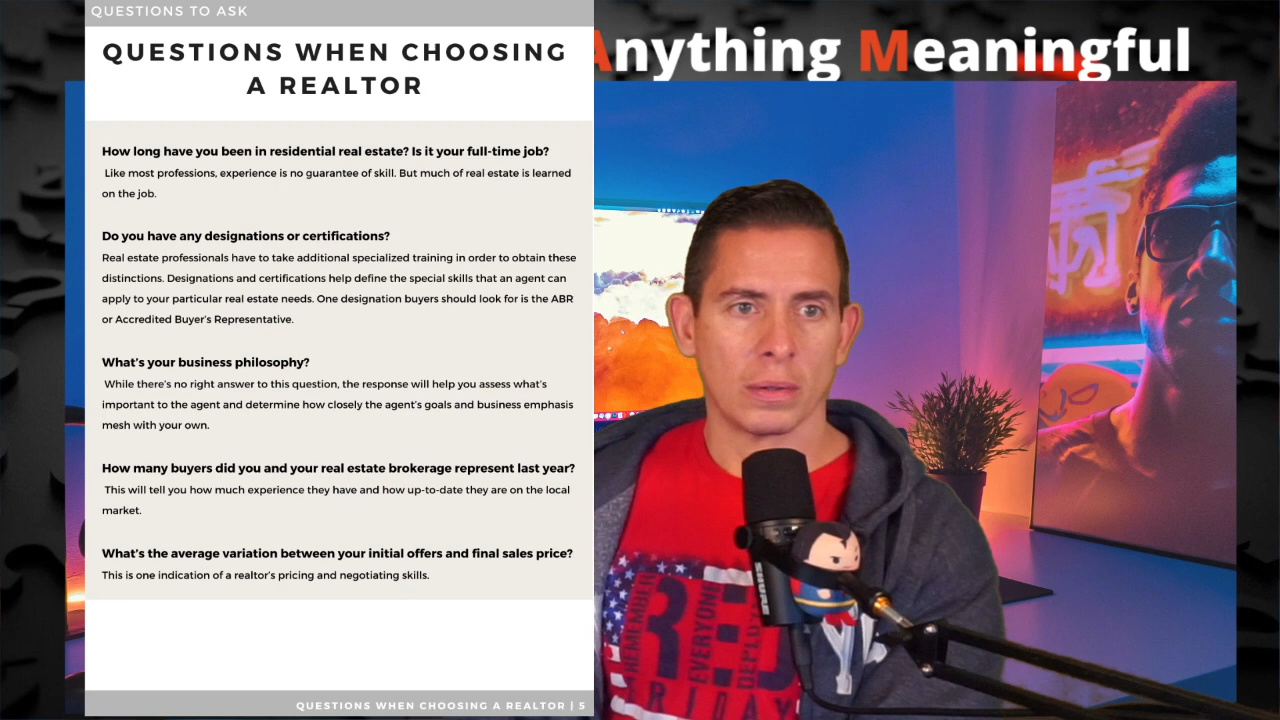 QUESTIONS TO ASK
QUESTIONS WHEN CHOOSING
A REALTOR
How long have you been in residential real estate? Is it your full-time job?
Like most professions, experience is no guarantee of skill. But much of real estate is learned
on the job.
Do you have any designations or certifications?
Real estate professionals have to take additional specialized training in order to obtain these
distinctions. Designations and certifications help define the special skills that an agent can
apply to your particular real estate needs. One designation buyers should look for is the ABR
or Accredited Buyer's Representative.
What's your business philosophy?
While there's no right answer to this question, the response will help you assess what's
important to the agent and determine how closely the agent's goals and business emphasis
mesh with your own.
How many buyers did you and your real estate brokerage represent last year?
This will tell you how much experience they have and how up-to-date they are on the local
market.
What's the average variation between your initial offers and final sales price?
This is one indication of a realtor's pricing and negotiating skills.
QUESTIONS WHEN CHOOSING A REALTOR | 5
Anything Meaningful
SHURE
REMEMBER
RED
EVERYONE
DEPLOY
FRIDAY